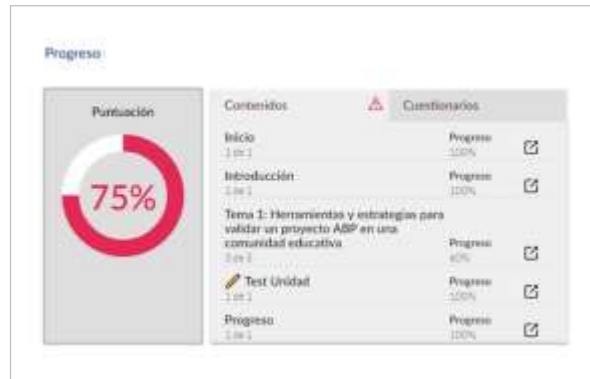 Progreso
Puntuación
75%
Contenidos
Cuestionarios
Inicio
1 de 1
Progreso
100%
Introducción
1 de 1
Progreso
100%
Tema 1: Herramientas y estrategias para
validar un proyecto ABP en una
comunidad educativa
Progreso
60%
Test Unidad
1 de 1
Progreso
100%
Progreso
1 de 1
Progreso
100%